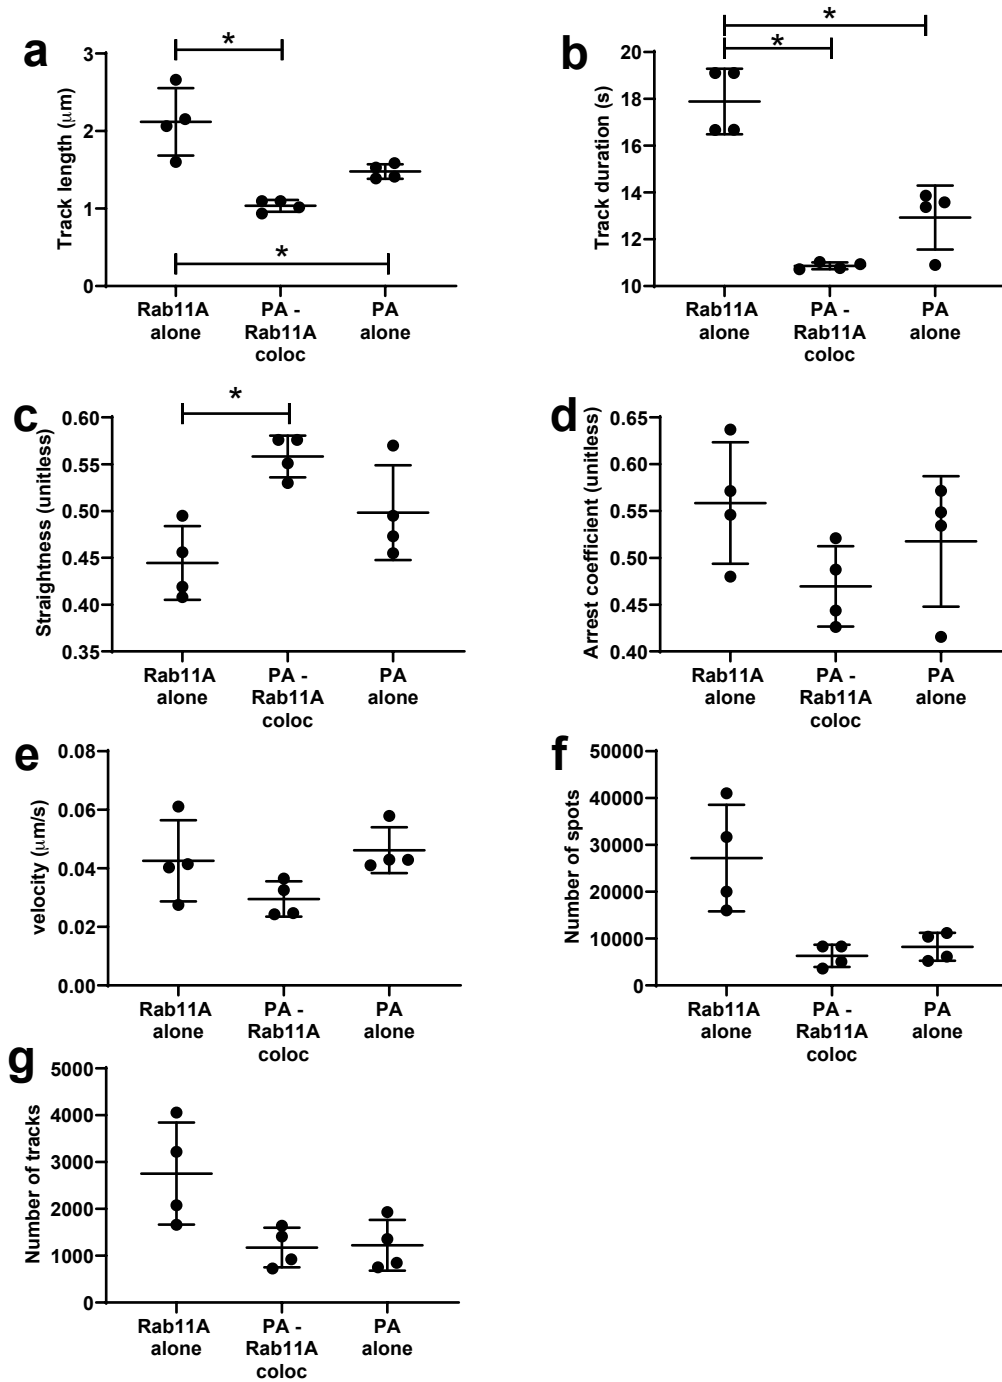 a
*
3
2
1
0
Track length (μm)
*
Rab11A
alone
PA -
Rab11A
coloc
PA
alone
b
*
*
20
18
16
14
12
10
Track duration (s)
Rab11A
alone
PA -
Rab11A
coloc
PA
alone
c
*
0.60
0.55
0.50
0.45
0.40
0.35
Straightness (unitless)
Rab11A
alone
PA -
Rab11A
coloc
PA
alone
d
0.65
0.60
0.55
0.50
0.45
0.40
Arrest coefficient (unitless)
Rab11A
alone
PA -
Rab11A
coloc
PA
alone
e
0.08
0.06
0.04
0.02
0.00
velocity (μm/s)
Rab11A
alone
PA -
Rab11A
coloc
PA
alone
f
50000
40000
30000
20000
10000
0
Number of spots
Rab11A
alone
PA -
Rab11A
coloc
PA
alone
g
5000
4000
3000
2000
1000
0
Number of tracks
Rab11A
alone
PA -
Rab11A
coloc
PA
alone